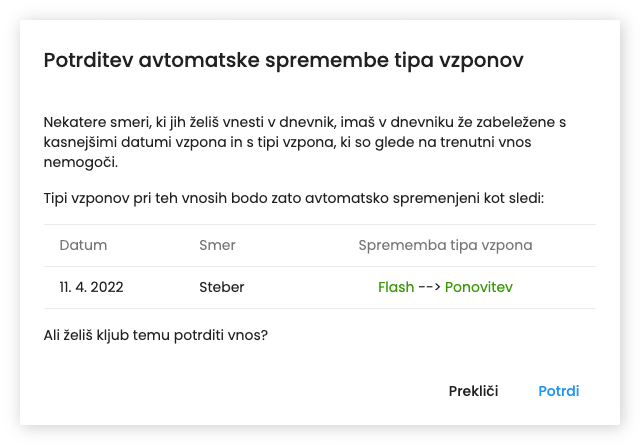 Potrditev avtomatske spremembe tipa vzponov
Nekatere smeri, ki jih želiš vnesti v dnevnik, imaš v dnevniku že zabeležene s
kasnejšimi datumi vzpona in s tipi vzpona, ki so glede na trenutni vnos
nemogoči.
Tipi vzponov pri teh vnosih bodo zato avtomatsko spremenjeni kot sledi:
Datum Smer Sprememba tipa vzpona
11. 4. 2022 Steber Flash --> Ponovitev
Ali želiš kljub temu potrditi vnos?
Prekliči Potrdi